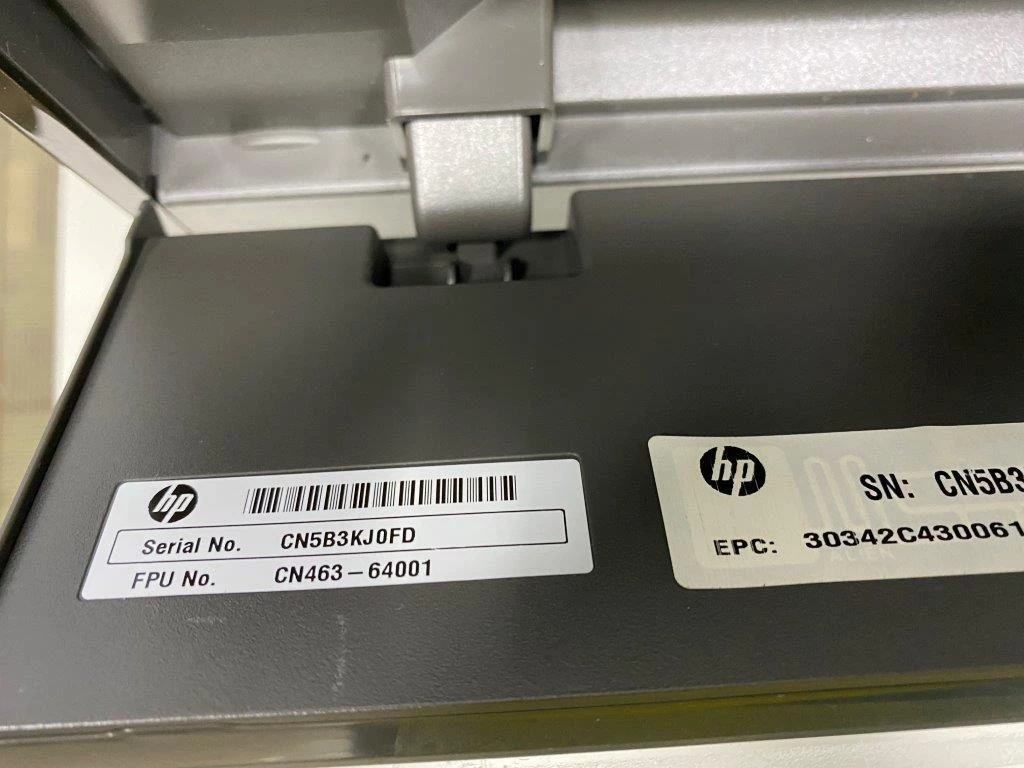 hp
Serial No. CN5B3KJ0FD
FPU No. CN463-64001
hp
SN: CN5B3
EPC: 30342C430061